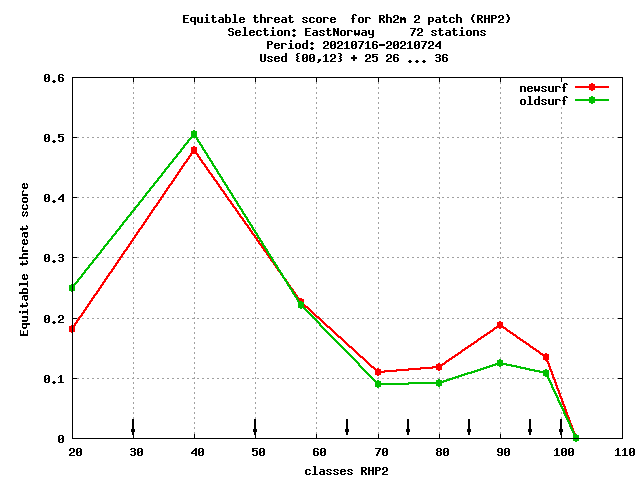 Equitable threat score  for Rh2m 2 patch (RHP2)
Selection: EastNorway     72 stations
Period: 20210716-20210724
Used {00,12} + 25 26 ... 36
newsurf
oldsurf
Equitable threat score
0.6
0.5
0.4
0.3
0.2
0.1
0
20 30 40 50 60 70 80 90 100 110
classes RHP2